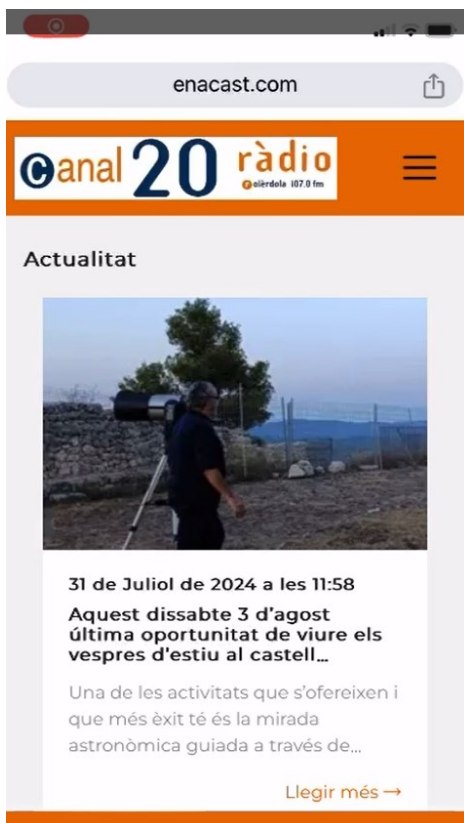 enacast.com
canal 20 ràdio
olèrdola 107.0 fm
Actualitat
31 de Juliol de 2024 a les 11:58
Aquest dissabte 3 d'agost
última oportunitat de viure els
vespres d'estiu al castell...
Una de les activitats que s'ofereixen i
que més èxit té és la mirada
astronòmica guiada a través de...
Llegir més →